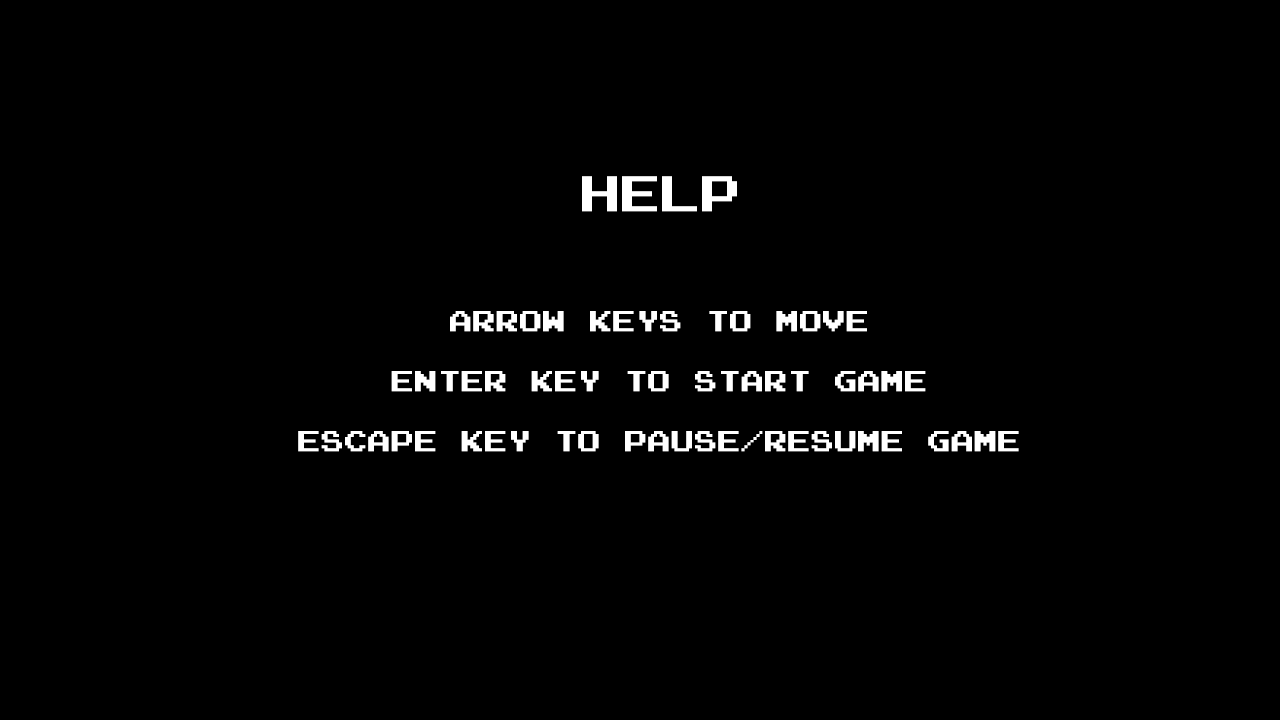 HELP
ARROW KEYS TO MOVE
ENTER KEY TO START GAME
ESCAPE KEY TO PAUSE/RESUME GAME